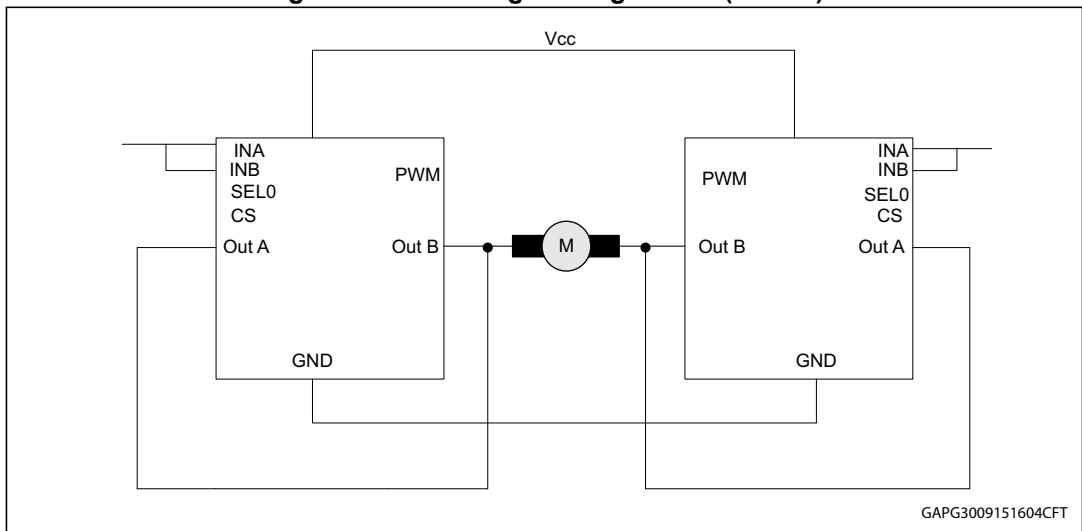 Vcc
INA
INB
SEL0
CS
Out A
PWM
Out B
GND
M
INA
INB
SEL0
CS
Out A
PWM
Out B
GND
GAPG3009151604CFT